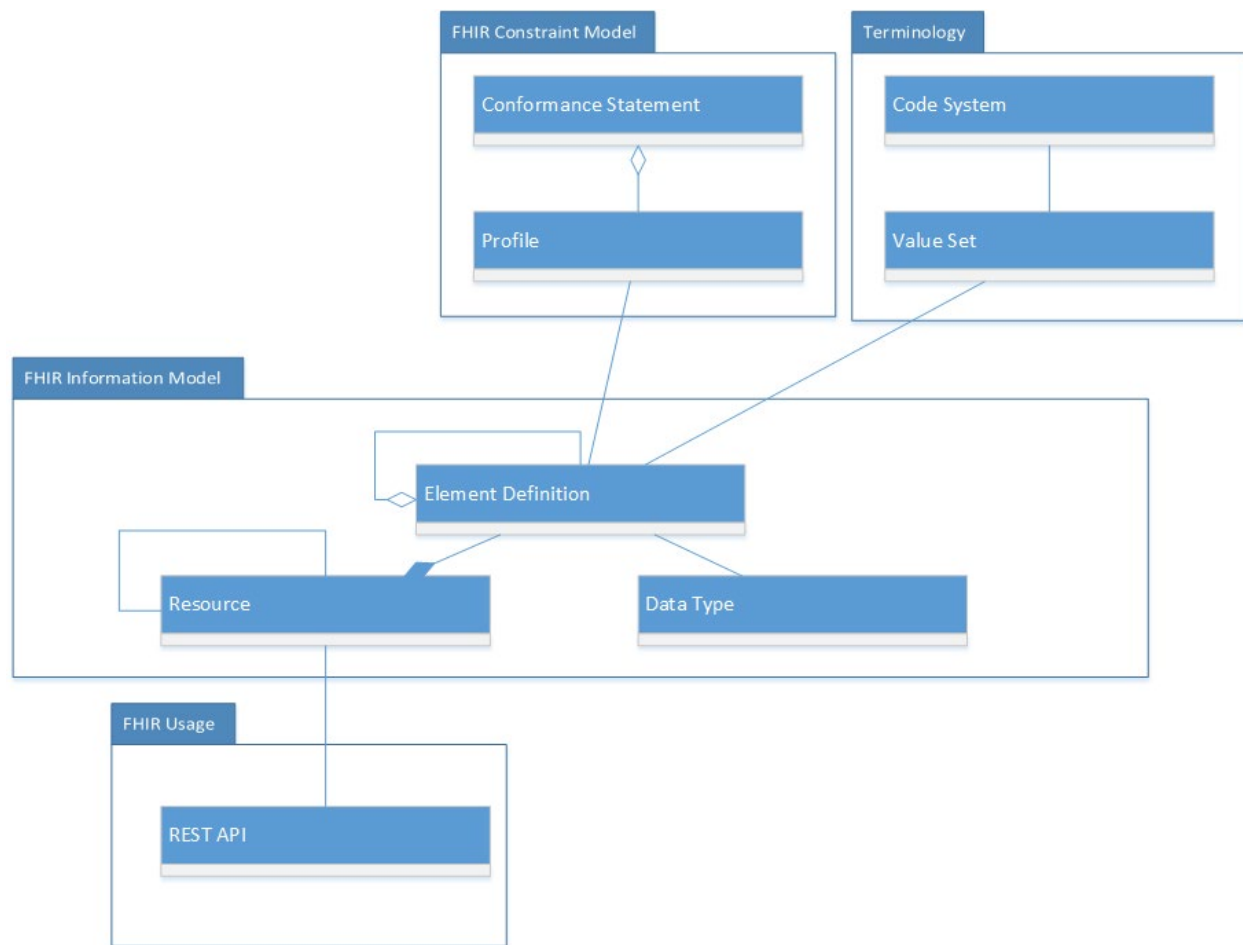 FHIR Constraint Model
Terminology
Conformance Statement
Code System
Profile
Value Set
FHIR Information Model
Element Definition
Resource
Data Type
FHIR Usage
REST API